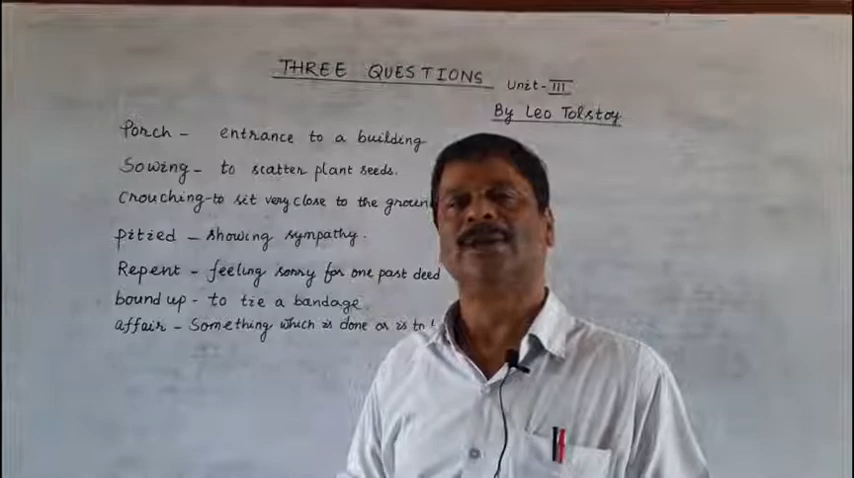 THREE QUESTIONS Unit-III
By Leo Tolstoy
Porch - entrance to a building
Sowing - to scatter plant seeds.
Crouching - to sit very close to the groun
Pitied - showing sympathy.
Repent - feeling sorry for one past deed
bound up - to tie a bandage
affair - Something which is done or is to